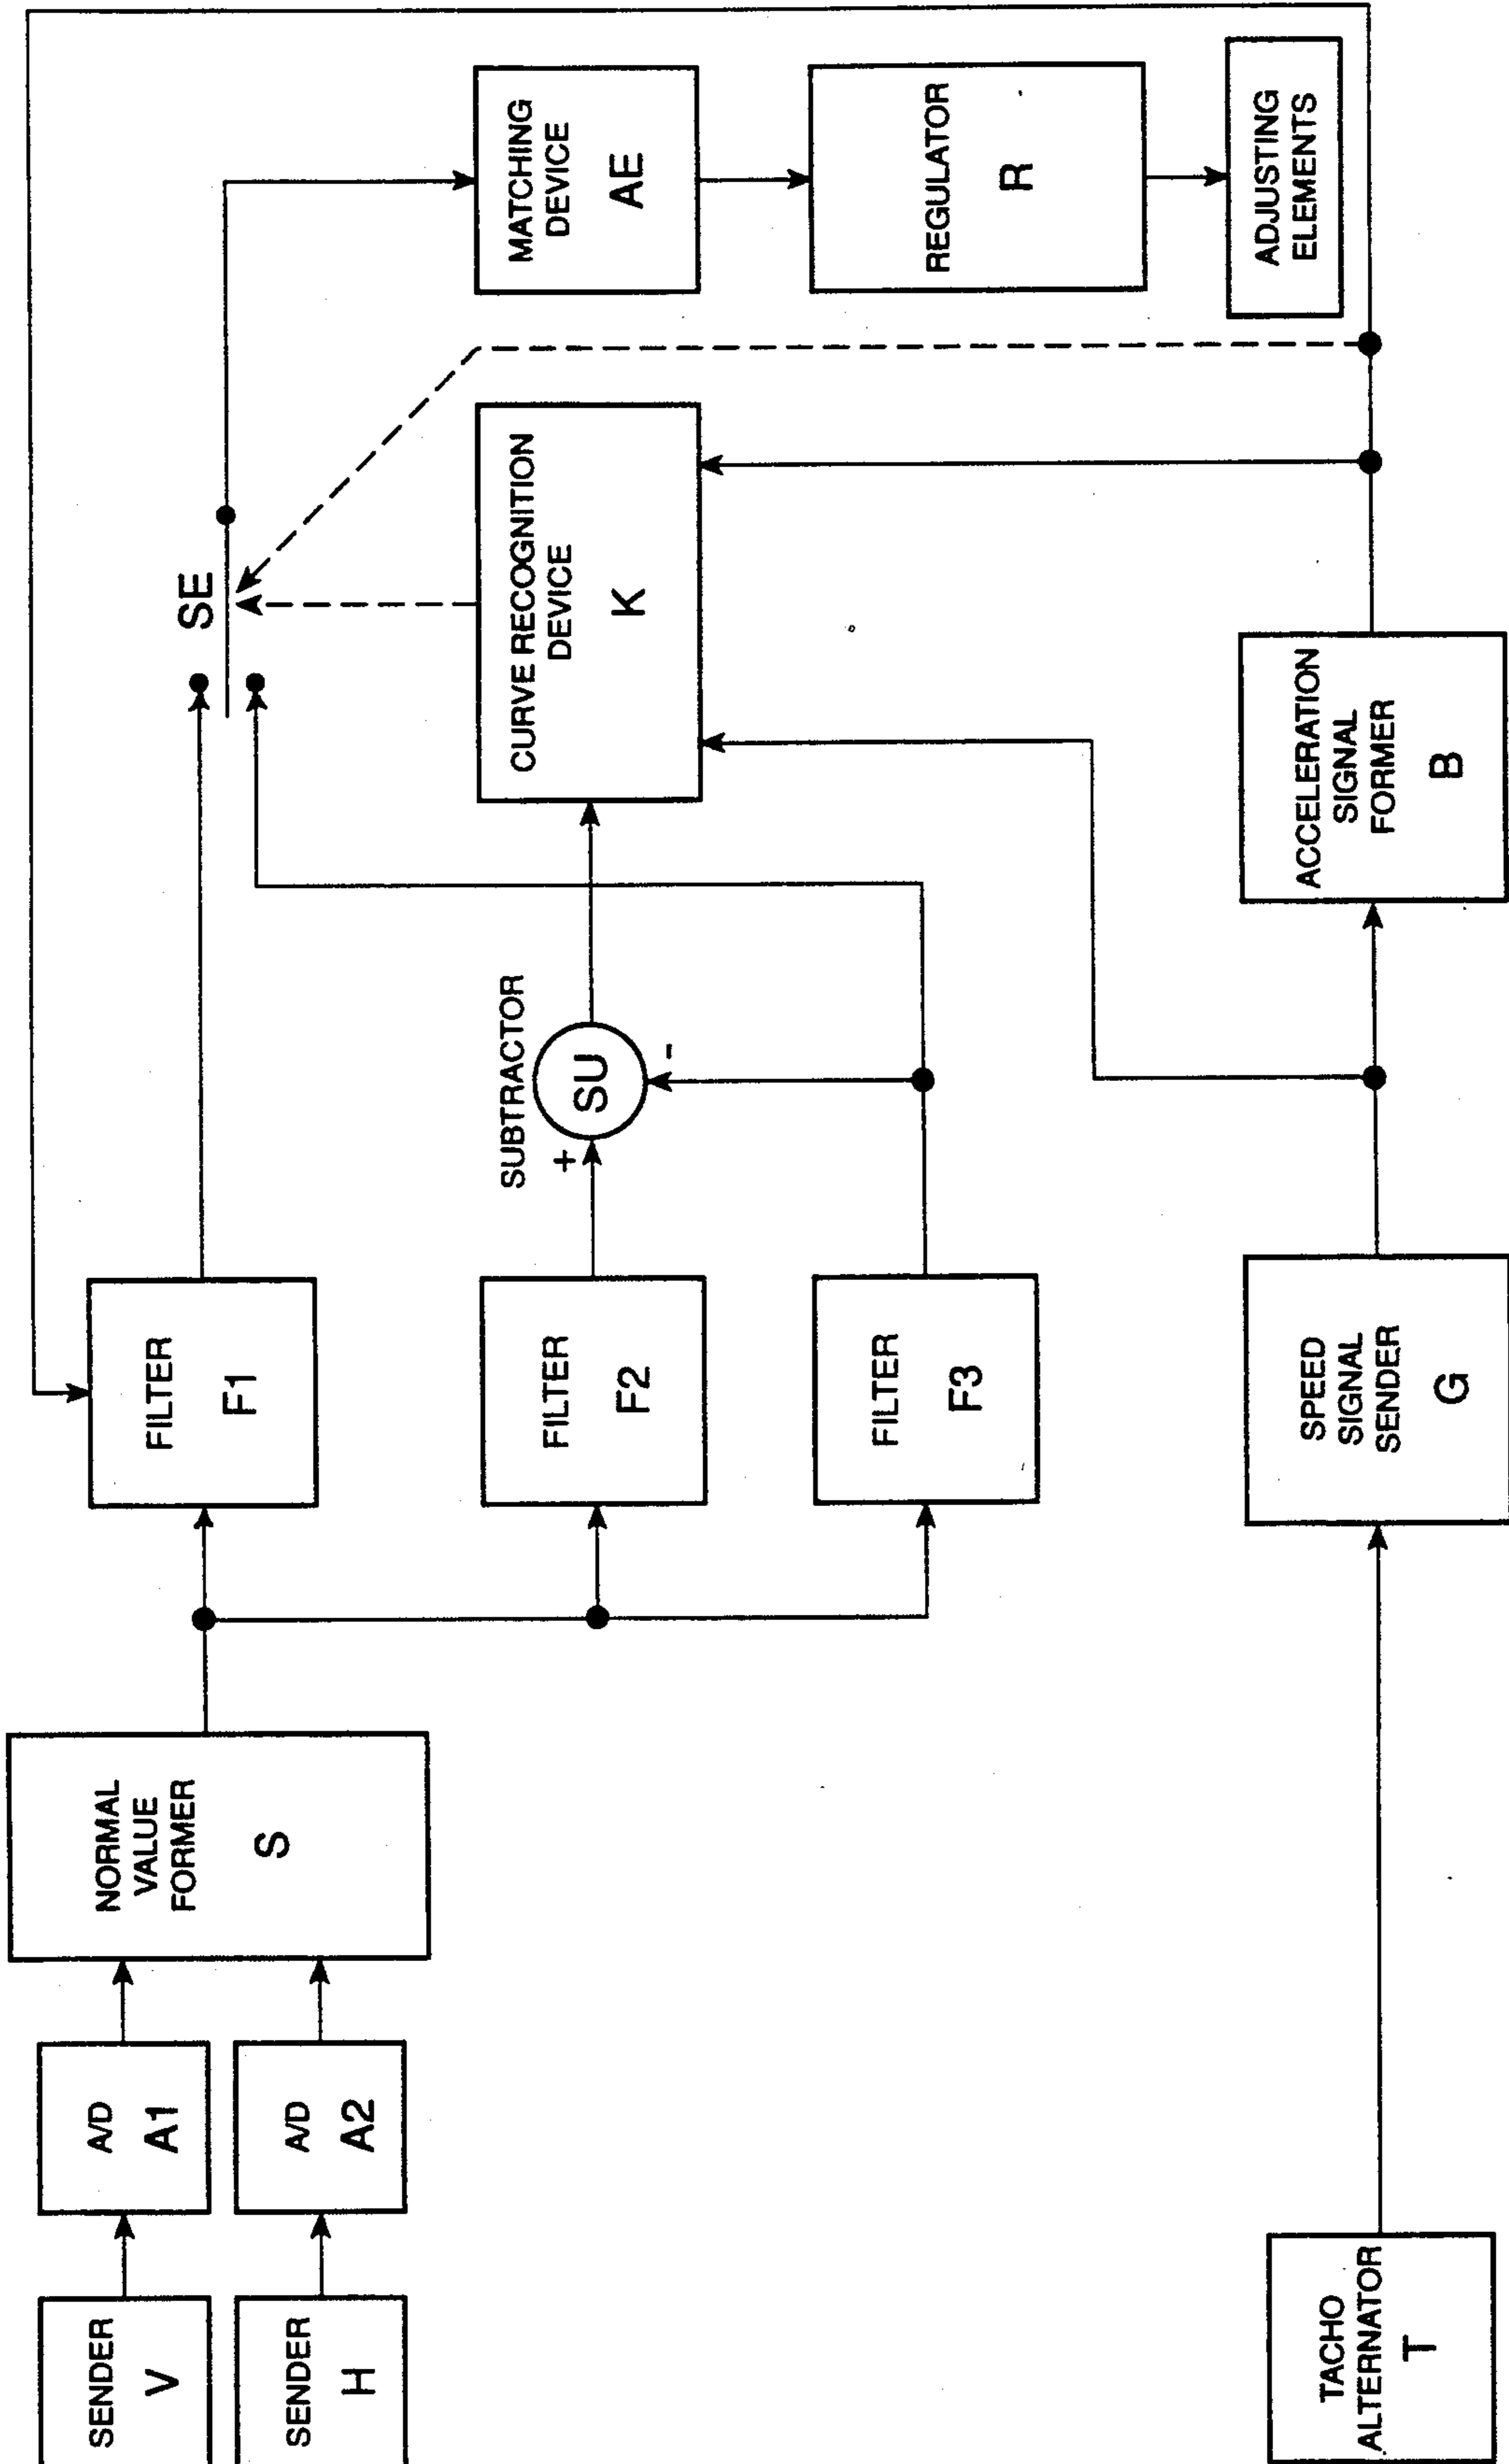 SENDER
V
SENDER
H
A/D
A1
A/D
A2
NORMAL
VALUE
FORMER
S
FILTER
F1
FILTER
F2
FILTER
F3
SUBTRACTOR
+
SU
-
SE
CURVE RECOGNITION
DEVICE
K
MATCHING
DEVICE
AE
REGULATOR
R
ADJUSTING
ELEMENTS
TACHO
ALTERNATOR
T
SPEED
SIGNAL
SENDER
G
ACCELERATION
SIGNAL
FORMER
B